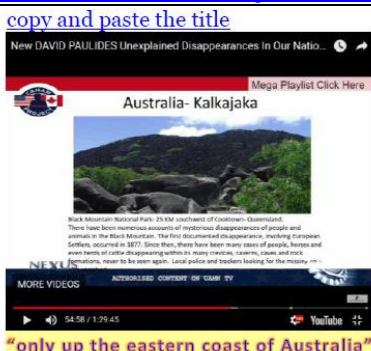 copy and paste the title
New DAVID PAULIDES Unexplained Disappearances In Our Natio...
Mega Playlist Click Here
Australia- Kalkajaka
Black Mountain National Park- 25 KM southwest of Cooktown- Queensland.
There have been numerous accounts of mysterious disappearances of people and
animals in the Black Mountain. The first documented disappearance, involving European
Settlers, occurred in 1877. Since then, there have been many cases of people, horses and
even herds of cattle disappearing within its many crevices, caverns, caves and rock
formations, never to be seen again. Local police and trackers looking for the missing
NEXUS
AUTHORISED CONTENT ON UAMN TV
MORE VIDEOS
54:58 / 1:29:45
YouTube
"only up the eastern coast of Australia"